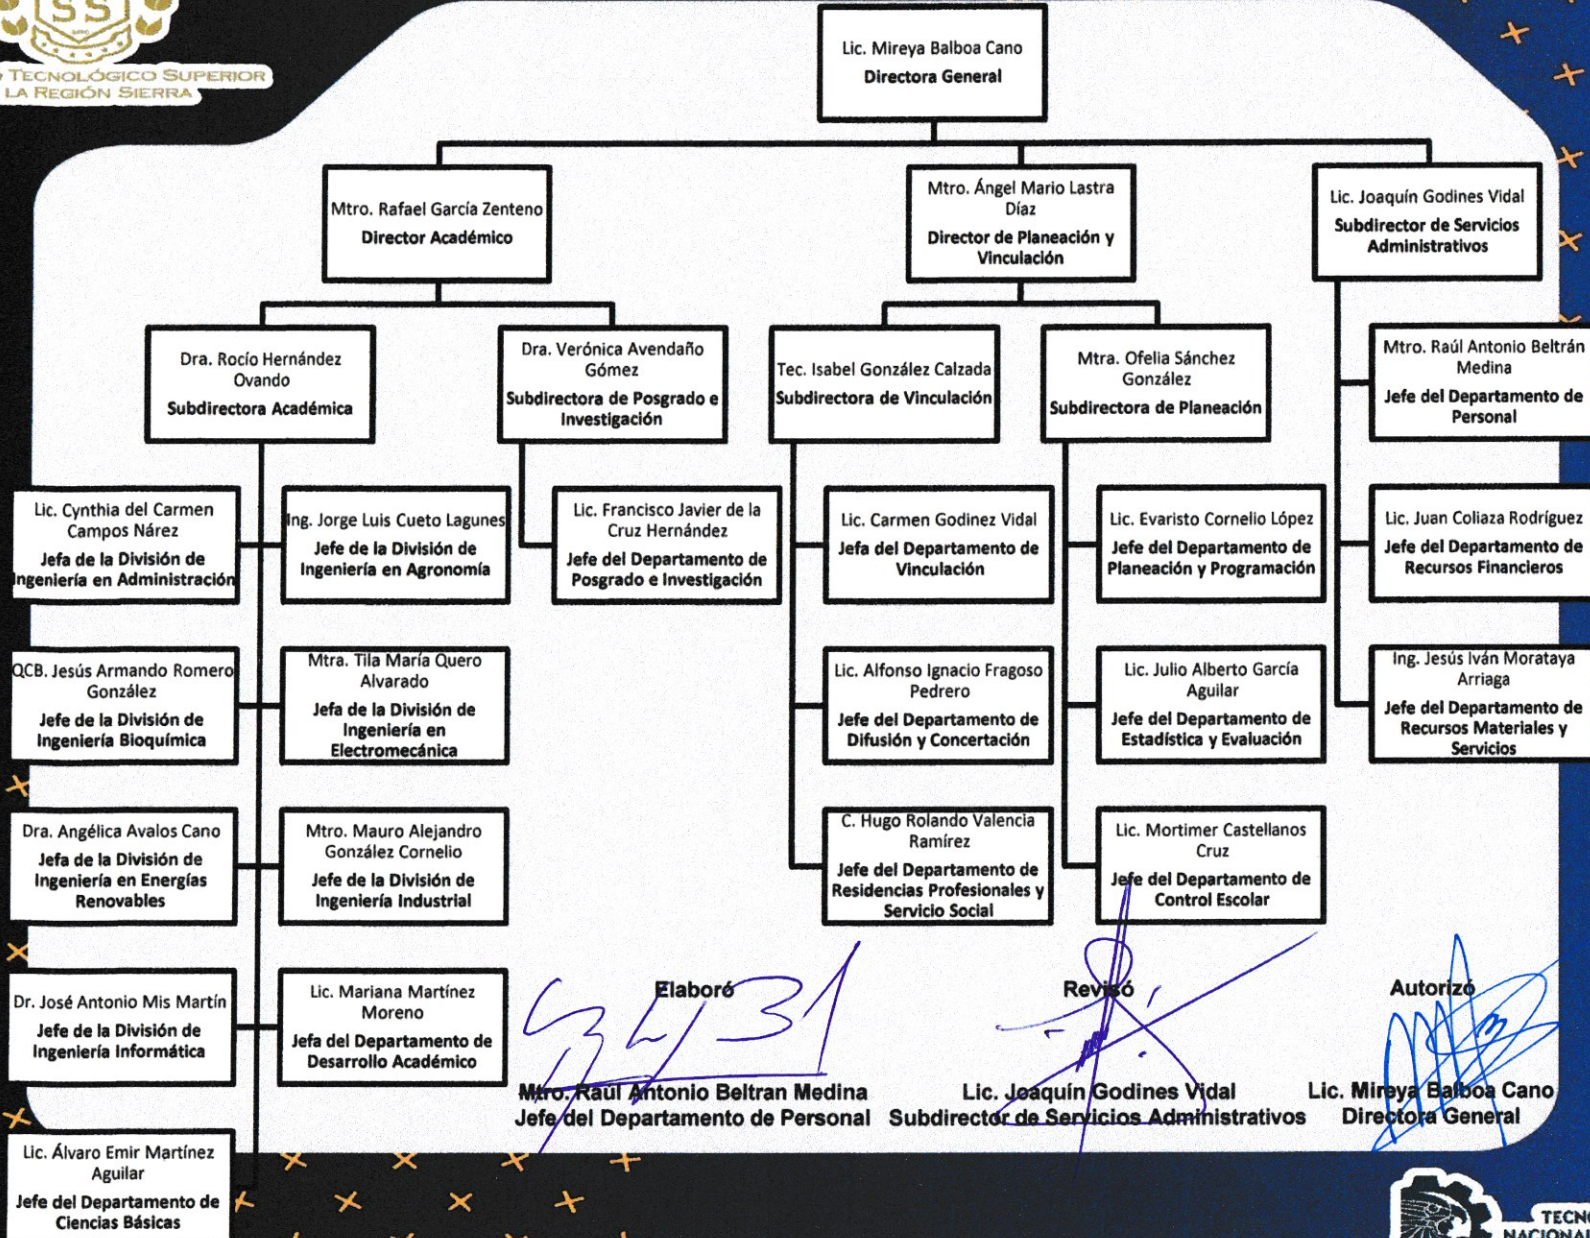 SS
TECNOLÓGICO SUPERIOR
LA REGIÓN SIERRA
Lic. Mireya Balboa Cano
Directora General
Mtro. Rafael García Zenteno
Director Académico
Mtro. Ángel Mario Lastra
Díaz
Director de Planeación y
Vinculación
Lic. Joaquín Godines Vidal
Subdirector de Servicios
Administrativos
Dra. Rocío Hernández
Ovando
Subdirectora Académica
Dra. Verónica Avendaño
Gómez
Subdirectora de Posgrado e
Investigación
Tec. Isabel González Calzada
Subdirectora de Vinculación
Mtra. Ofelia Sánchez
González
Subdirectora de Planeación
Mtro. Raúl Antonio Beltrán
Medina
Jefe del Departamento de
Personal
Lic. Cynthia del Carmen
Campos Nárez
Jefa de la División de
Ingeniería en Administración
Ing. Jorge Luis Cueto Lagunes
Jefe de la División de
Ingeniería en Agronomía
Lic. Francisco Javier de la
Cruz Hernández
Jefe del Departamento de
Posgrado e Investigación
Lic. Carmen Godinez Vidal
Jefa del Departamento de
Vinculación
Lic. Evaristo Cornelio López
Jefe del Departamento de
Planeación y Programación
Lic. Juan Coliaza Rodríguez
Jefe del Departamento de
Recursos Financieros
QCB. Jesús Armando Romero
González
Jefe de la División de
Ingeniería Bioquímica
Mtra. Tila María Quero
Alvarado
Jefa de la División de
Ingeniería en
Electromecánica
Lic. Alfonso Ignacio Fragoso
Pedrero
Jefe del Departamento de
Difusión y Concertación
Lic. Julio Alberto García
Aguilar
Jefe del Departamento de
Estadística y Evaluación
Ing. Jesús Iván Morataya
Arriaga
Jefe del Departamento de
Recursos Materiales y
Servicios
Dra. Angélica Avalos Cano
Jefa de la División de
Ingeniería en Energías
Renovables
Mtro. Mauro Alejandro
González Cornelio
Jefe de la División de
Ingeniería Industrial
C. Hugo Rolando Valencia
Ramírez
Jefe del Departamento de
Residencias Profesionales y
Servicio Social
Lic. Mortimer Castellanos
Cruz
Jefe del Departamento de
Control Escolar
Dr. José Antonio Mis Martín
Jefe de la División de
Ingeniería Informática
Lic. Mariana Martínez
Moreno
Jefa del Departamento de
Desarrollo Académico
Lic. Álvaro Emir Martínez
Aguilar
Jefe del Departamento de
Ciencias Básicas
Elaboró
Mtro. Raúl Antonio Beltran Medina
Jefe del Departamento de Personal
Revisó
Lic. Joaquín Godines Vidal
Subdirector de Servicios Administrativos
Autorizó
Lic. Mireya Balboa Cano
Directora General
TECN
NACIONAL